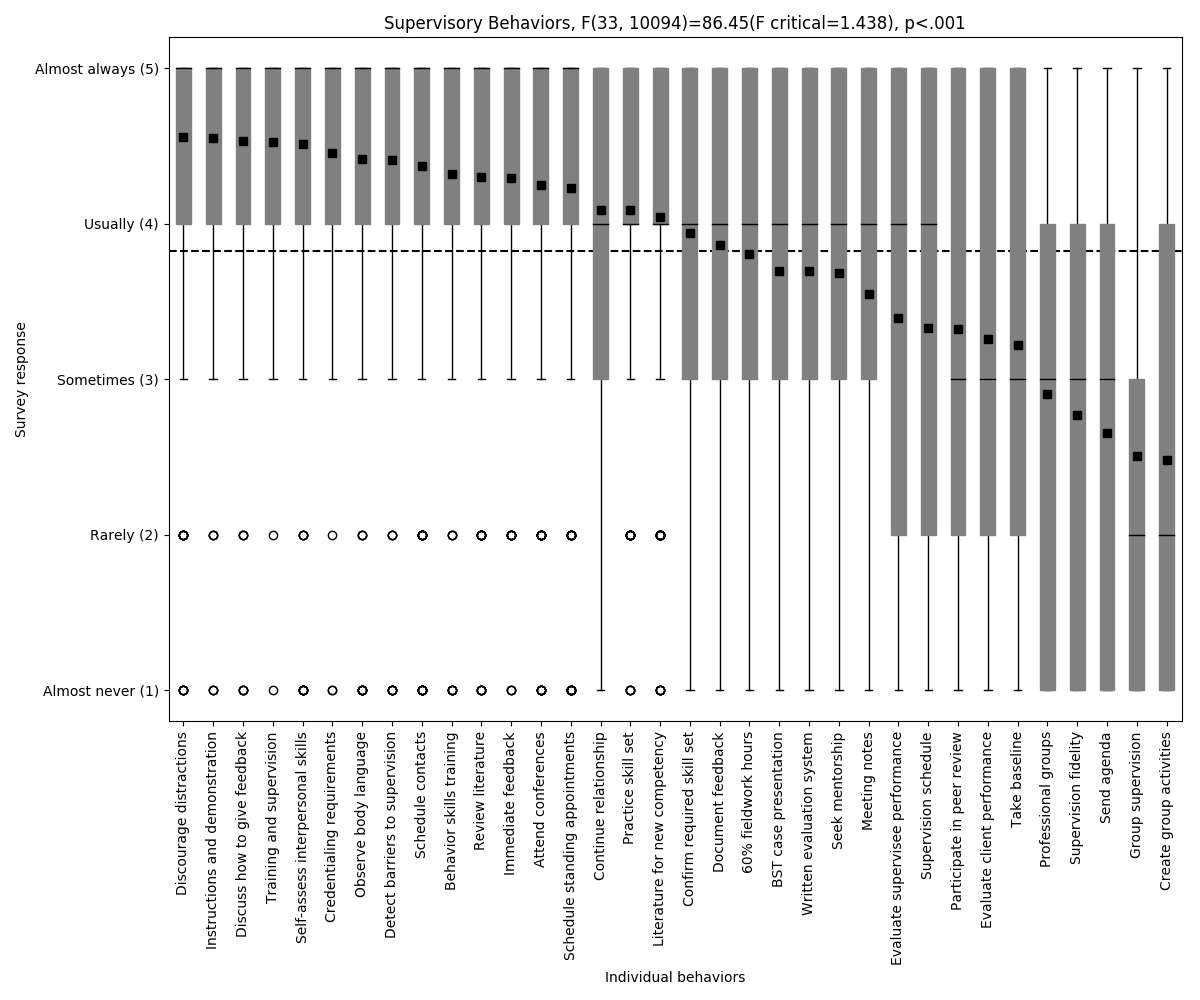 Supervisory Behaviors, F(33, 10094)=86.45(F critical=1.438), p<.001
Almost always (5)
Usually (4)
Sometimes (3)
Rarely (2)
Almost never (1)
Survey response
Discourage distractions
Instructions and demonstration
Discuss how to give feedback
Training and supervision
Self-assess interpersonal skills
Credentialing requirements
Observe body language
Detect barriers to supervision
Schedule contacts
Behavior skills training
Review literature
Immediate feedback
Attend conferences
Schedule standing appointments
Continue relationship
Practice skill set
Literature for new competency
Confirm required skill set
Document feedback
60% fieldwork hours
BST case presentation
Written evaluation system
Seek mentorship
Meeting notes
Evaluate supervisee performance
Supervision schedule
Participate in peer review
Evaluate client performance
Take baseline
Professional groups
Supervision fidelity
Send agenda
Group supervision
Create group activities
Individual behaviors